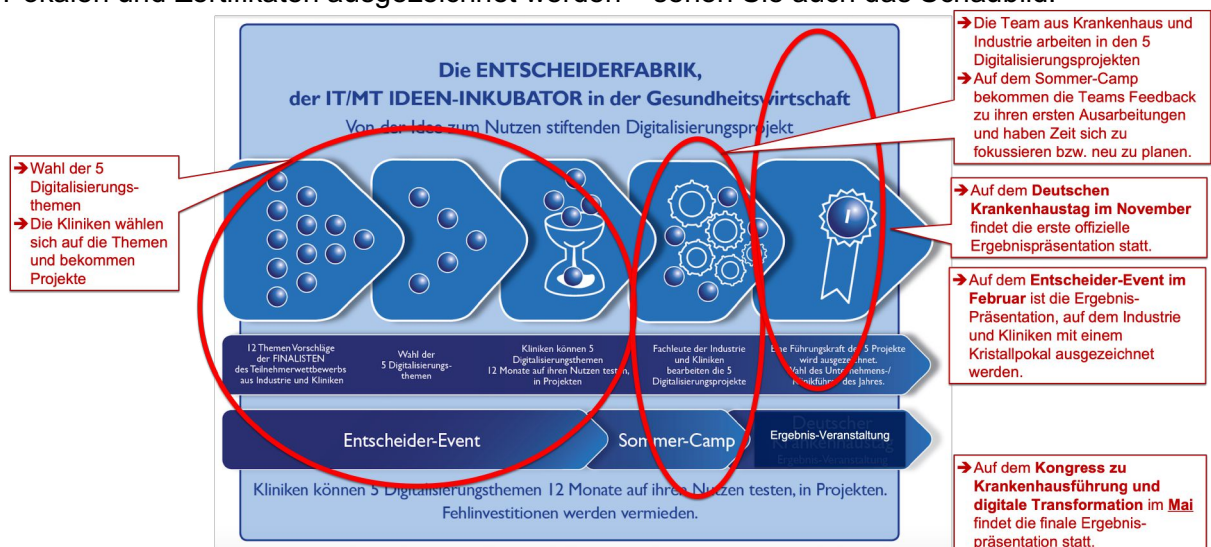 Pokalen und Zertifikaten ausgezeichnet werden – sehen Sie auch das Schaubild.
Die ENTSCHEIDERFABRIK,
der IT/MT IDEEN-INKUBATOR in der Gesundheitswirtschaft
Von der Idee zum Nutzen stiftenden Digitalisierungsprojekt
➔ Wahl der 5
Digitalisierungs-
themen
➔ Die Kliniken wählen
sich auf die Themen
und bekommen
Projekte
➔ Die Team aus Krankenhaus und
Industrie arbeiten in den 5
Digitalisierungsprojekten
➔ Auf dem Sommer-Camp
bekommen die Teams Feedback
zu ihren ersten Ausarbeitungen
und haben Zeit sich zu
fokussieren bzw. neu zu planen.
➔ Auf dem Deutschen
Krankenhaustag im November
findet die erste offizielle
Ergebnispräsentation statt.
➔ Auf dem Entscheider-Event im
Februar ist die Ergebnis-
Präsentation, auf dem Industrie
und Kliniken mit einem
Kristallpokal ausgezeichnet
werden.
➔ Auf dem Kongress zu
Krankenhausführung und
digitale Transformation im Mai
findet die finale Ergebnis-
präsentation statt.
1
12 Themen Vorschläge
der FINALISTEN
des Teilnehmerwettbewerbs
aus Industrie und Kliniken
Wahl der
5 Digitalisierungs-
themen
Kliniken können 5
Digitalisierungsthemen
12 Monate auf ihren Nutzen testen,
in Projekten
Fachleute der Industrie
und Kliniken
bearbeiten die 5
Digitalisierungsprojekte
Eine Führungskraft der 5 Projekte
wird ausgezeichnet.
Wahl des Unternehmens-/
Klinikführers des Jahres.
Entscheider-Event
Sommer-Camp
Deutscher
Krankenhaustag
Ergebnis-Veranstaltung
Ergebnis-Veranstaltung
Kliniken können 5 Digitalisierungsthemen 12 Monate auf ihren Nutzen testen, in Projekten.
Fehlinvestitionen werden vermieden.